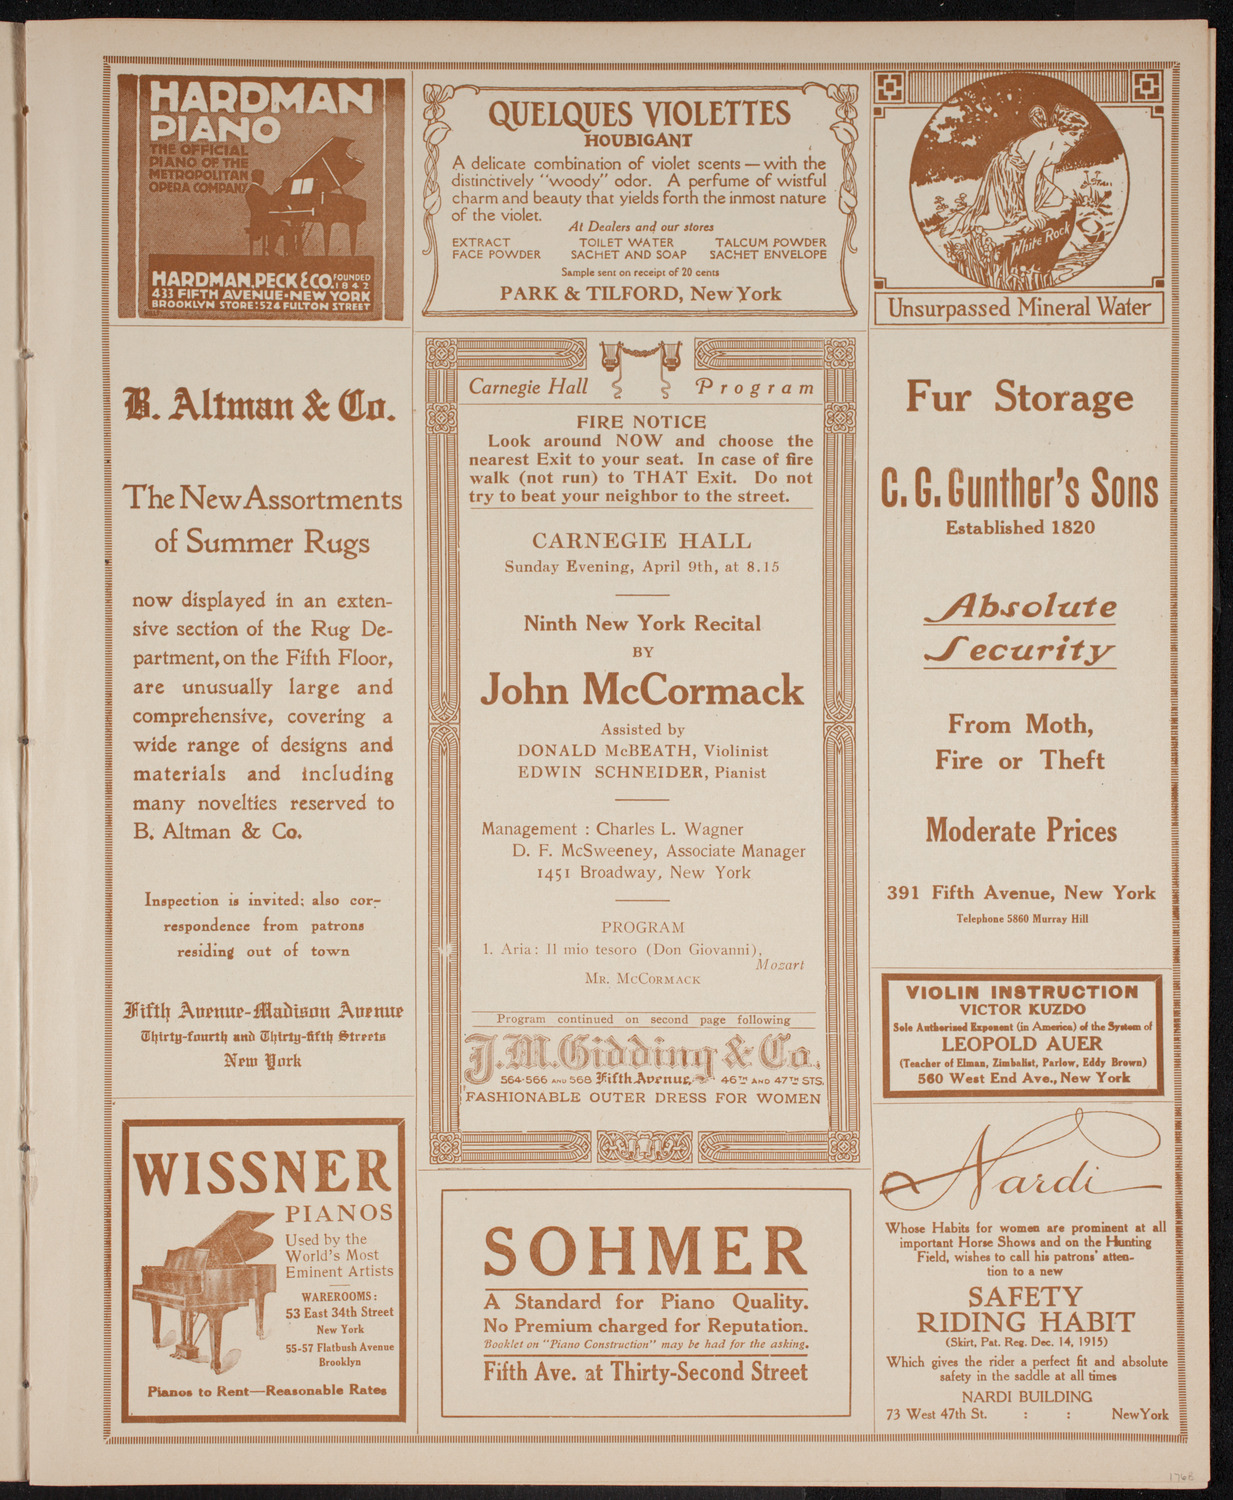 HARDMAN
PIANO
THE OFFICIAL
PIANO OF THE
METROPOLITAN
OPERA COMPANY
HARDMAN, PECK & CO. FOUNDED 1842
433 FIFTH AVENUE-NEW YORK
BROOKLYN STORE: 524 FULTON STREET
QUELQUES VIOLETTES
HOUBIGANT
A delicate combination of violet scents — with the
distinctively "woody" odor. A perfume of wistful
charm and beauty that yields forth the inmost nature
of the violet.
At Dealers and our stores
EXTRACT TOILET WATER TALCUM POWDER
FACE POWDER SACHET AND SOAP SACHET ENVELOPE
Sample sent on receipt of 20 cents
PARK & TILFORD, New York
White Rock
Unsurpassed Mineral Water
B. Altman & Co.
The New Assortments
of Summer Rugs
now displayed in an exten-
sive section of the Rug De-
partment, on the Fifth Floor,
are unusually large and
comprehensive, covering a
wide range of designs and
materials and including
many novelties reserved to
B. Altman & Co.
Inspection is invited; also cor-
respondence from patrons
residing out of town
Fifth Avenue-Madison Avenue
Thirty-fourth and Thirty-fifth Streets
New York
Carnegie Hall Program
FIRE NOTICE
Look around NOW and choose the
nearest Exit to your seat. In case of fire
walk (not run) to THAT Exit. Do not
try to beat your neighbor to the street.
CARNEGIE HALL
Sunday Evening, April 9th, at 8.15
Ninth New York Recital
BY
John McCormack
Assisted by
DONALD McBEATH, Violinist
EDWIN SCHNEIDER, Pianist
Management : Charles L. Wagner
D. F. McSweeney, Associate Manager
1451 Broadway, New York
PROGRAM
1. Aria: Il mio tesoro (Don Giovanni),
Mozart
MR. MCCORMACK
Program continued on second page following
J. M. Gidding & Co.
564-566 AND 568 Fifth Avenue, 46TH AND 47TH STS.
FASHIONABLE OUTER DRESS FOR WOMEN
Fur Storage
C. G. Gunther's Sons
Established 1820
Absolute
Security
From Moth,
Fire or Theft
Moderate Prices
391 Fifth Avenue, New York
Telephone 5860 Murray Hill
VIOLIN INSTRUCTION
VICTOR KUZDO
Sole Authorized Exponent (in America) of the System of
LEOPOLD AUER
(Teacher of Elman, Zimbalist, Parlow, Eddy Brown)
560 West End Ave., New York
WISSNER
PIANOS
Used by the
World's Most
Eminent Artists
WAREROOMS:
53 East 34th Street
New York
55-57 Flatbush Avenue
Brooklyn
Pianos to Rent—Reasonable Rates
SOHMER
A Standard for Piano Quality.
No Premium charged for Reputation.
Booklet on "Piano Construction" may be had for the asking.
Fifth Ave. at Thirty-Second Street
Nardi
Whose Habits for women are prominent at all
important Horse Shows and on the Hunting
Field, wishes to call his patrons' atten-
tion to a new
SAFETY
RIDING HABIT
(Skirt, Pat. Reg. Dec. 14, 1915)
Which gives the rider a perfect fit and absolute
safety in the saddle at all times
NARDI BUILDING
73 West 47th St. : : New York